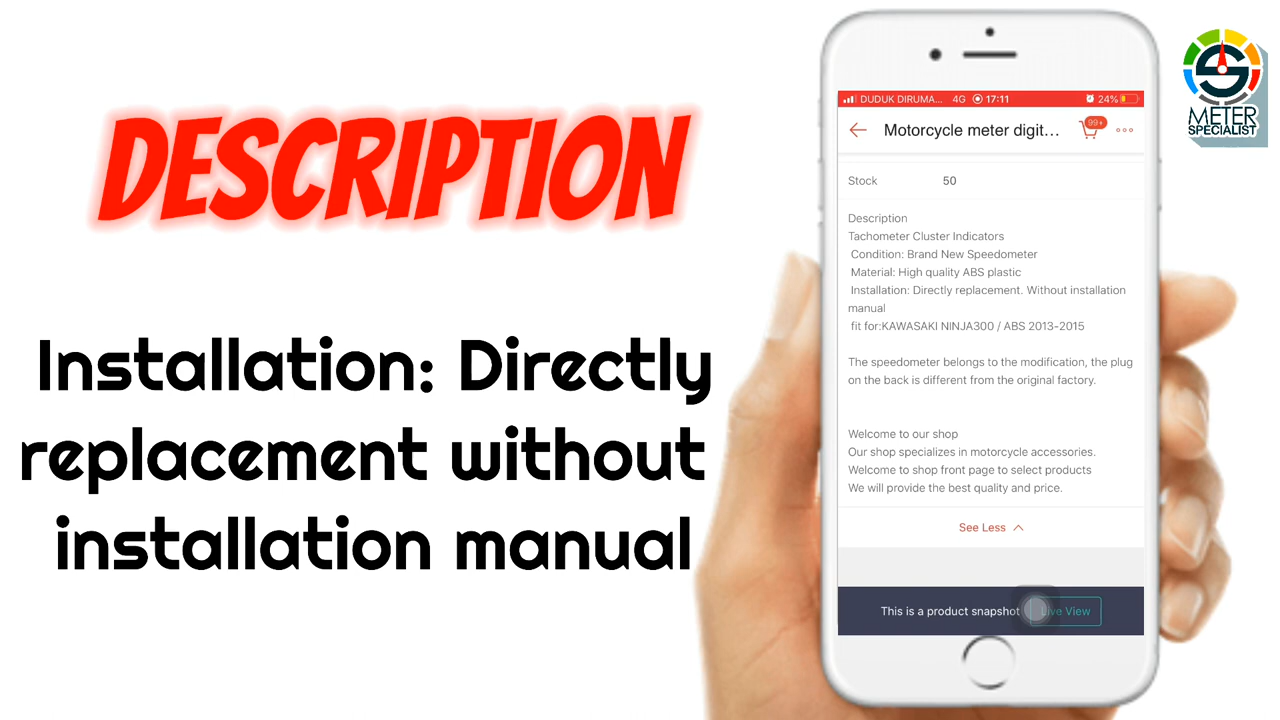 DESCRIPTION
Installation: Directly
replacement without
installation manual
DUDUK DIRUMA... 4G 17:11 24%
Motorcycle meter digit... 99+
Stock 50
Description
Tachometer Cluster Indicators
Condition: Brand New Speedometer
Material: High quality ABS plastic
Installation: Directly replacement. Without installation
manual
fit for:KAWASAKI NINJA300 / ABS 2013-2015
The speedometer belongs to the modification, the plug
on the back is different from the original factory.
Welcome to our shop
Our shop specializes in motorcycle accessories.
Welcome to shop front page to select products
We will provide the best quality and price.
See Less
This is a product snapshot Live View
S
METER
SPECIALIST